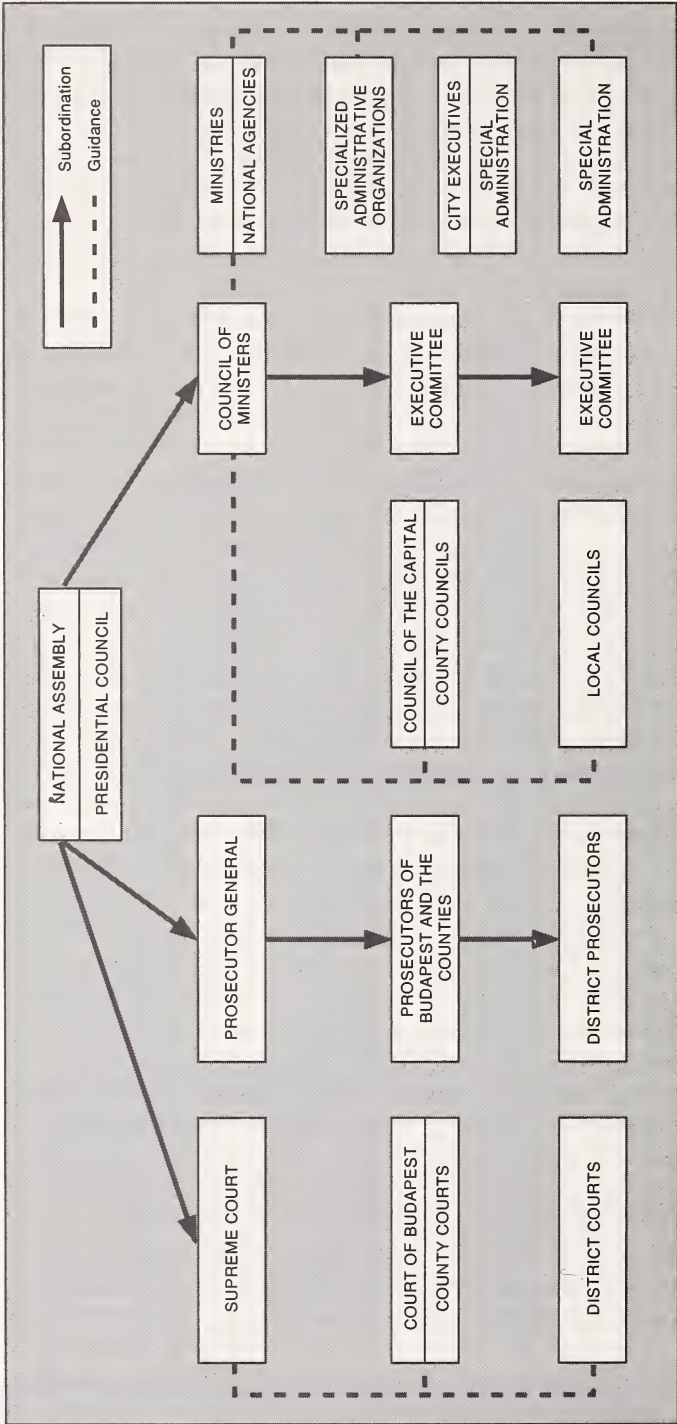 Subordination
Guidance
NATIONAL ASSEMBLY
PRESIDENTIAL COUNCIL
SUPREME COURT
PROSECUTOR GENERAL
COUNCIL OF
MINISTERS
MINISTRIES
NATIONAL AGENCIES
SPECIALIZED
ADMINISTRATIVE
ORGANIZATIONS
COURT OF BUDAPEST
COUNTY COURTS
PROSECUTORS OF
BUDAPEST AND THE
COUNTIES
COUNCIL OF THE CAPITAL
COUNTY COUNCILS
EXECUTIVE
COMMITTEE
CITY EXECUTIVES
SPECIAL
ADMINISTRATION
DISTRICT COURTS
DISTRICT PROSECUTORS
LOCAL COUNCILS
EXECUTIVE
COMMITTEE
SPECIAL
ADMINISTRATION